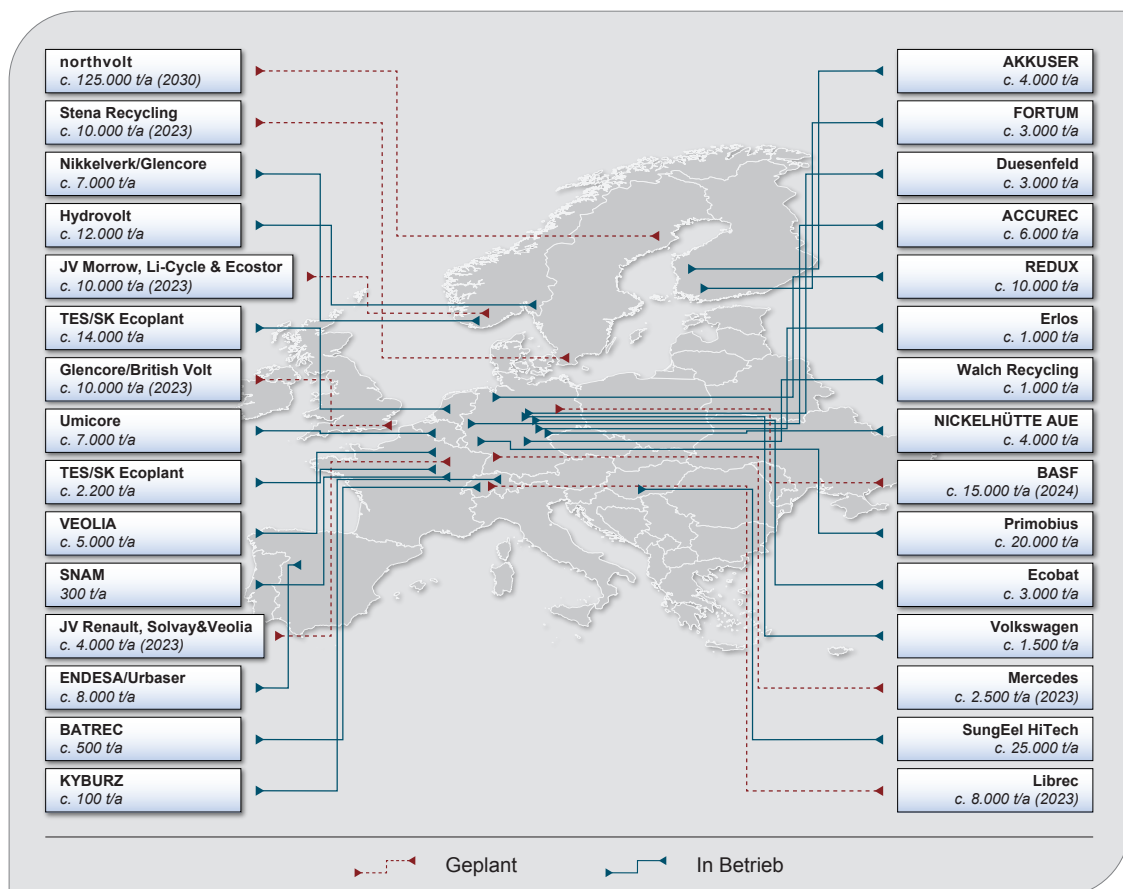 northvolt
c. 125.000 t/a (2030)
Stena Recycling
c. 10.000 t/a (2023)
Nikkelverk/Glencore
c. 7.000 t/a
Hydrovolt
c. 12.000 t/a
JV Morrow, Li-Cycle & Ecostor
c. 10.000 t/a (2023)
TES/SK Ecoplant
c. 14.000 t/a
Glencore/British Volt
c. 10.000 t/a (2023)
Umicore
c. 7.000 t/a
TES/SK Ecoplant
c. 2.200 t/a
VEOLIA
c. 5.000 t/a
SNAM
300 t/a
JV Renault, Solvay&Veolia
c. 4.000 t/a (2023)
ENDESA/Urbaser
c. 8.000 t/a
BATREC
c. 500 t/a
KYBURZ
c. 100 t/a
AKKUSER
c. 4.000 t/a
FORTUM
c. 3.000 t/a
Duesenfeld
c. 3.000 t/a
ACCUREC
c. 6.000 t/a
REDUX
c. 10.000 t/a
Erlos
c. 1.000 t/a
Walch Recycling
c. 1.000 t/a
NICKELHÜTTE AUE
c. 4.000 t/a
BASF
c. 15.000 t/a (2024)
Primobius
c. 20.000 t/a
Ecobat
c. 3.000 t/a
Volkswagen
c. 1.500 t/a
Mercedes
c. 2.500 t/a (2023)
SungEel HiTech
c. 25.000 t/a
Librec
c. 8.000 t/a (2023)
Geplant
In Betrieb